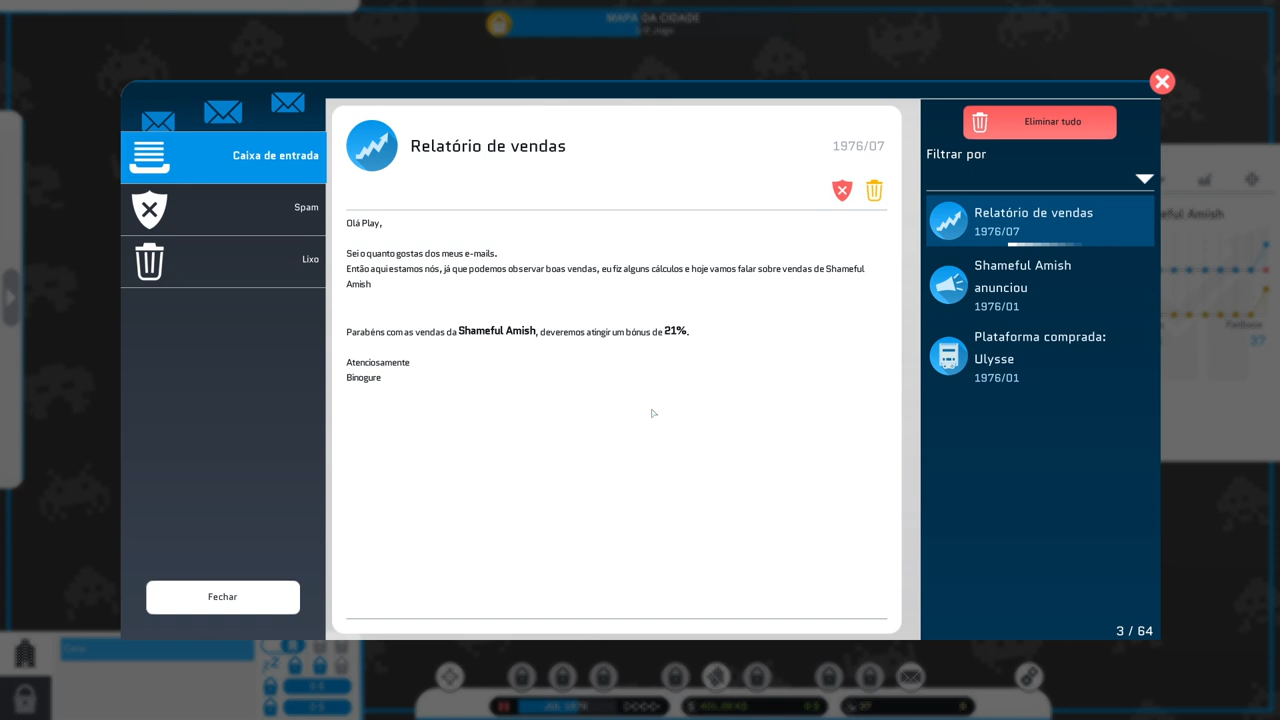 MAPA DA CIDADE
Caixa de entrada
Spam
Lixo
Fechar
Relatório de vendas
1976/07
Olá Play,
Sei o quanto gostas dos meus e-mails.
Então aqui estamos nós, já que podemos observar boas vendas, eu fiz alguns cálculos e hoje vamos falar sobre vendas de Shameful
Amish
Parabéns com as vendas da Shameful Amish, deveremos atingir um bónus de 21%.
Atenciosamente
Binogure
Eliminar tudo
Filtrar por
Relatório de vendas
1976/07
Shameful Amish
anunciou
1976/01
Plataforma comprada:
Ulysse
1976/01
3 / 64